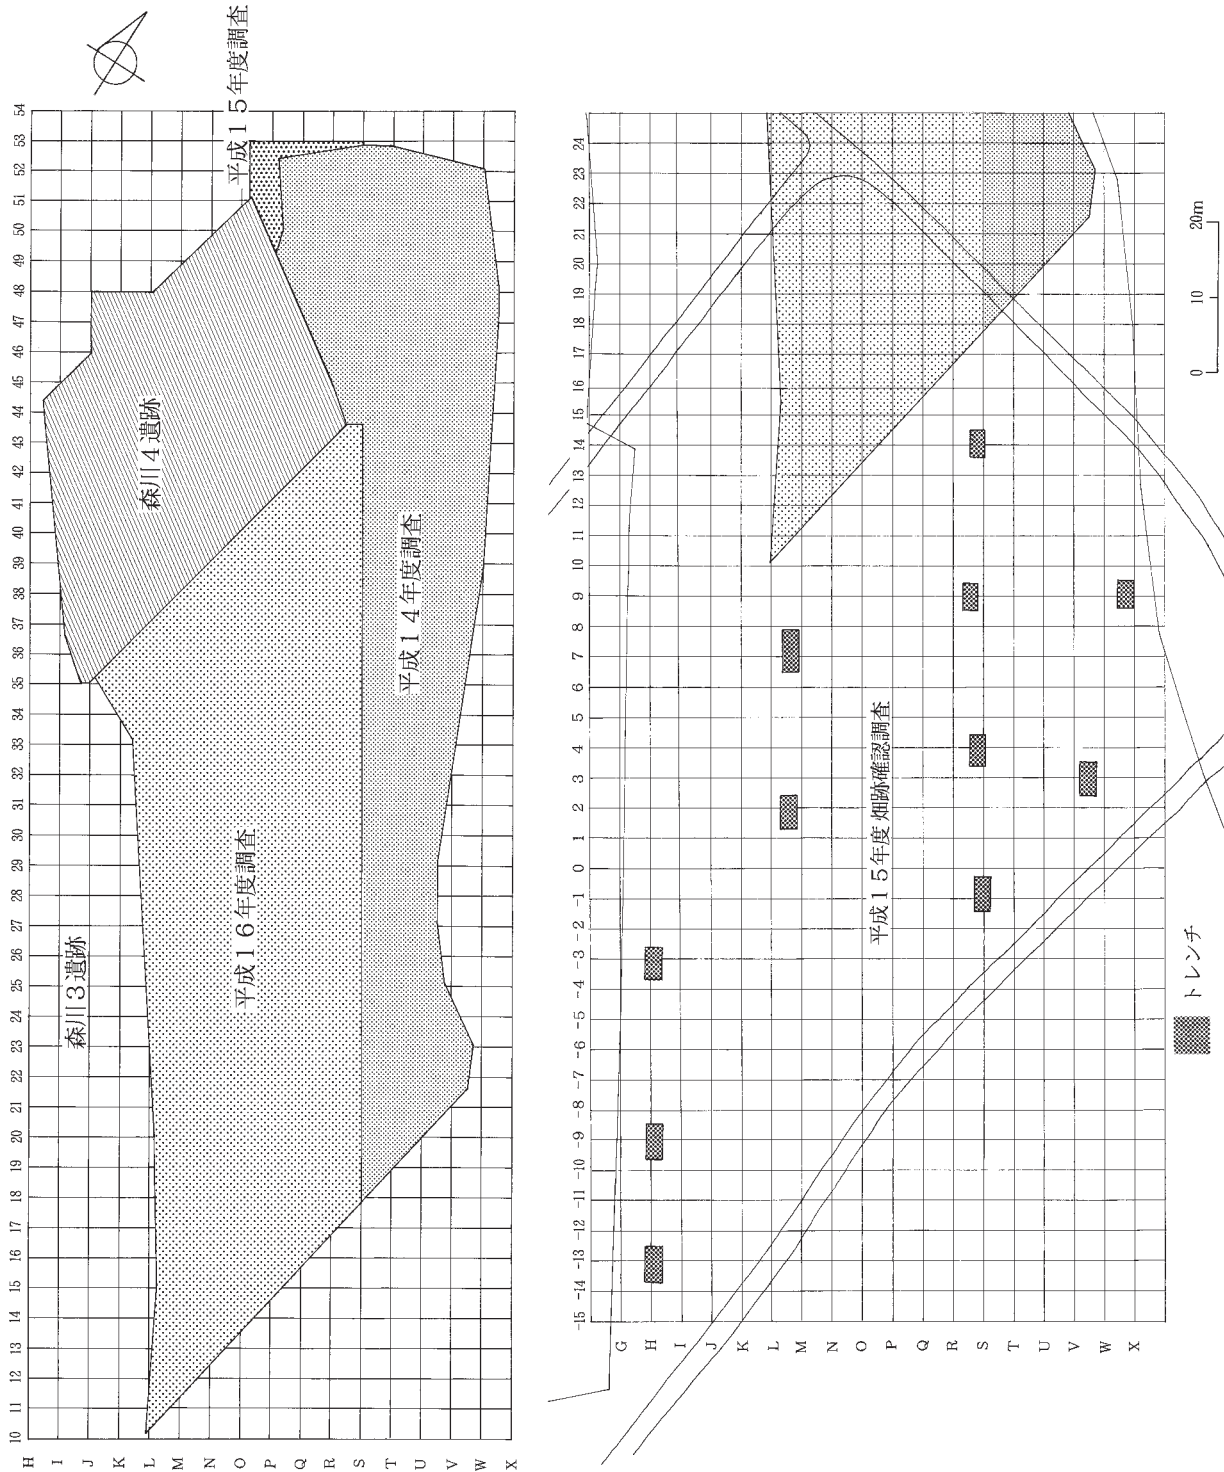 平成１５年度調査
54 53 52 51 50 49 48 47 46 45 44 43 42 41 40 39 38 37 36 35 34 33 32 31 30 29 28 27 26 25 24 23 22 21 20 19 18 17 16 15 14 13 12 11 10
H I J K L M N O P Q R S T U V W X
森川４遺跡
平成１４年度調査
平成１６年度調査
森川３遺跡
24 23 22 21 20 19 18 17 16 15 14 13 12 11 10 9 8 7 6 5 4 3 2 1 0 -1 -2 -3 -4 -5 -6 -7 -8 -9 -10 -11 -12 -13 -14 -15
G H I J K L M N O P Q R S T U V W X
平成１５年度 畑跡確認調査
0 10 20m
トレンチ